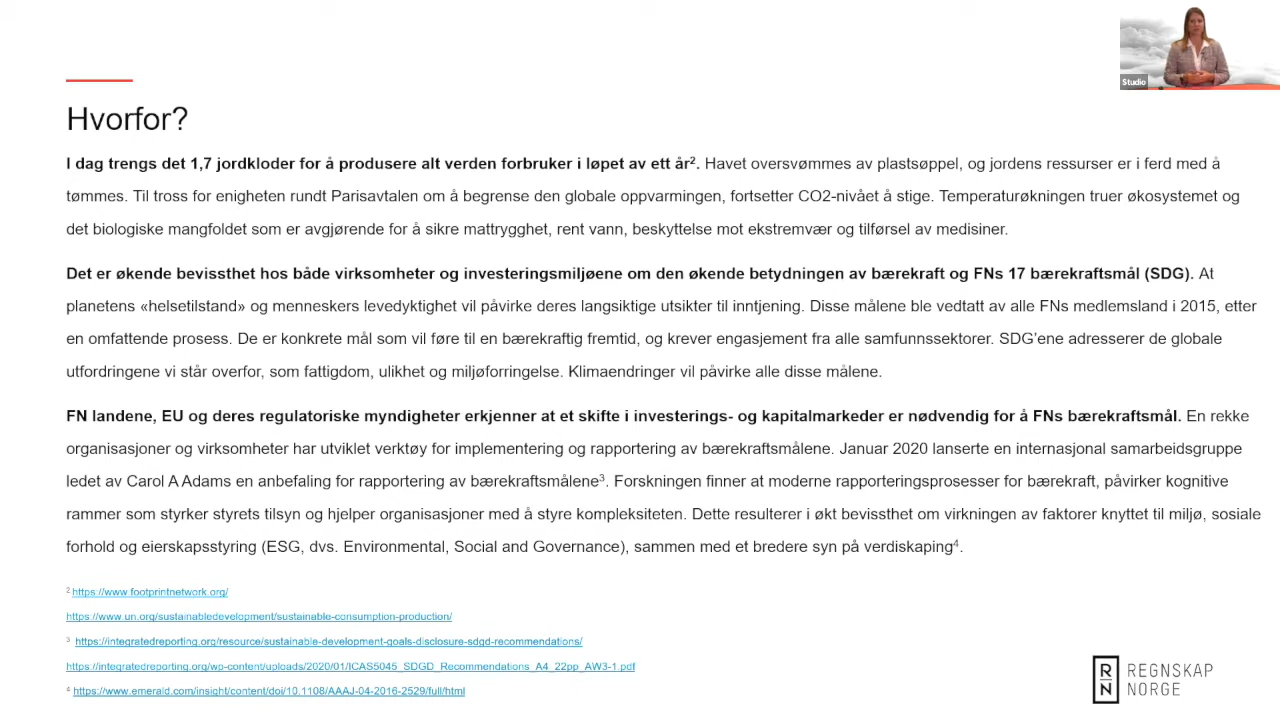 Studio
Hvorfor?
I dag trengs det 1,7 jordkloder for å produsere alt verden forbruker i løpet av ett år². Havet oversvømmes av plastsøppel, og jordens ressurser er i ferd med å
tømmes. Til tross for enigheten rundt Parisavtalen om å begrense den globale oppvarmingen, fortsetter CO2-nivået å stige. Temperaturøkningen truer økosystemet og
det biologiske mangfoldet som er avgjørende for å sikre mattrygghet, rent vann, beskyttelse mot ekstremvær og tilførsel av medisiner.
Det er økende bevissthet hos både virksomheter og investeringsmiljøene om den økende betydningen av bærekraft og FNs 17 bærekraftsmål (SDG). At
planetens «helsetilstand» og menneskers levedyktighet vil påvirke deres langsiktige utsikter til inntjening. Disse målene ble vedtatt av alle FNs medlemsland i 2015, etter
en omfattende prosess. De er konkrete mål som vil føre til en bærekraftig fremtid, og krever engasjement fra alle samfunnssektorer. SDG'ene adresserer de globale
utfordringene vi står overfor, som fattigdom, ulikhet og miljøforringelse. Klimaendringer vil påvirke alle disse målene.
FN landene, EU og deres regulatoriske myndigheter erkjenner at et skifte i investerings- og kapitalmarkeder er nødvendig for å FNs bærekraftsmål. En rekke
organisasjoner og virksomheter har utviklet verktøy for implementering og rapportering av bærekraftsmålene. Januar 2020 lanserte en internasjonal samarbeidsgruppe
ledet av Carol A Adams en anbefaling for rapportering av bærekraftsmålene³. Forskningen finner at moderne rapporteringsprosesser for bærekraft, påvirker kognitive
rammer som styrker styrets tilsyn og hjelper organisasjoner med å styre kompleksiteten. Dette resulterer i økt bevissthet om virkningen av faktorer knyttet til miljø, sosiale
forhold og eierskapsstyring (ESG, dvs. Environmental, Social and Governance), sammen med et bredere syn på verdiskaping⁴.
² https://www.footprintnetwork.org/
https://www.un.org/sustainabledevelopment/sustainable-consumption-production/
³ https://integratedreporting.org/resource/sustainable-development-goals-disclosure-sdgd-recommendations/
https://integratedreporting.org/wp-content/uploads/2020/01/ICAS5045_SDGD_Recommendations_A4_22pp_AW3-1.pdf
⁴ https://www.emerald.com/insight/content/doi/10.1108/AAAJ-04-2016-2529/full/html
RN REGNSKAP
NORGE